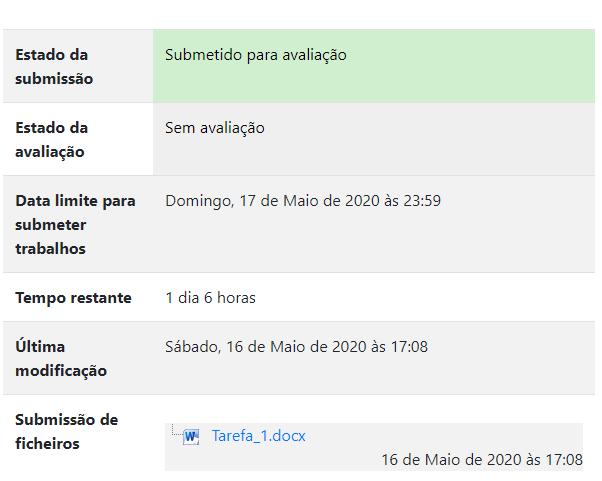 Estado da
submissão
Submetido para avaliação
Estado da
avaliação
Sem avaliação
Data limite para
submeter
trabalhos
Domingo, 17 de Maio de 2020 às 23:59
Tempo restante
1 dia 6 horas
Última
modificação
Sábado, 16 de Maio de 2020 às 17:08
Submissão de
ficheiros
Tarefa_1.docx
16 de Maio de 2020 às 17:08